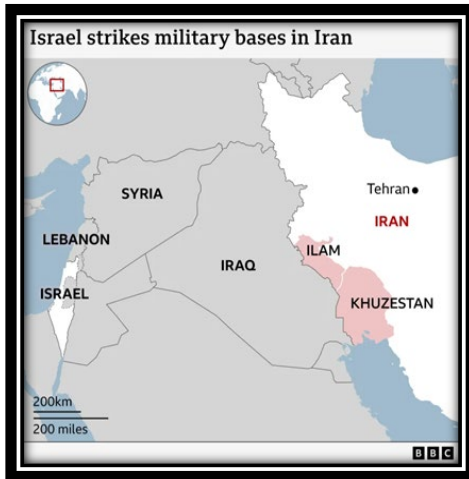 Israel strikes military bases in Iran
Tehran
IRAN
SYRIA
LEBANON
ILAM
IRAQ
ISRAEL
KHUZESTAN
200km
200 miles
BBC